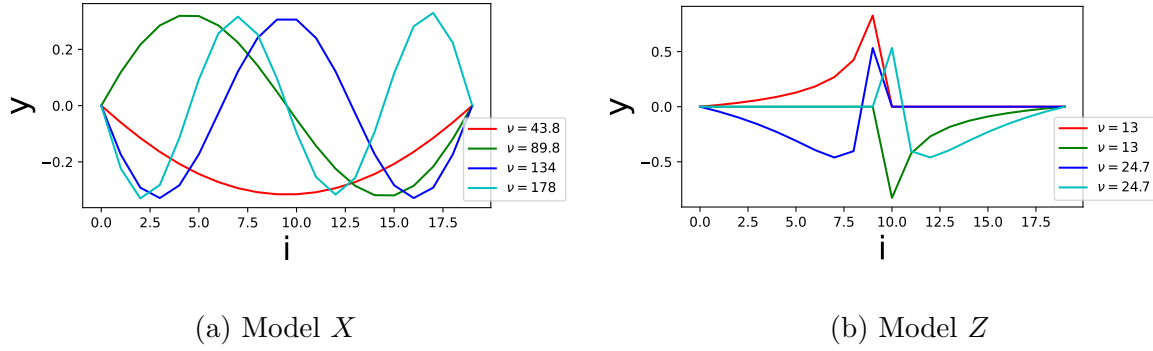 y
0.2
0.0
−0.2
0.0 2.5 5.0 7.5 10.0 12.5 15.0 17.5
i
ν = 43.8
ν = 89.8
ν = 134
ν = 178
(a) Model X
y
0.5
0.0
−0.5
0.0 2.5 5.0 7.5 10.0 12.5 15.0 17.5
i
ν = 13
ν = 13
ν = 24.7
ν = 24.7
(b) Model Z